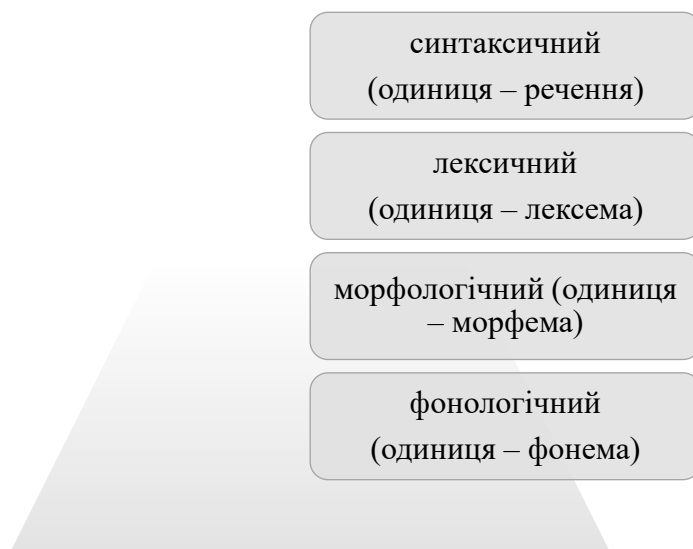 синтаксичний
(одиниця – речення)
лексичний
(одиниця – лексема)
морфологічний (одиниця
– морфема)
фонологічний
(одиниця – фонема)